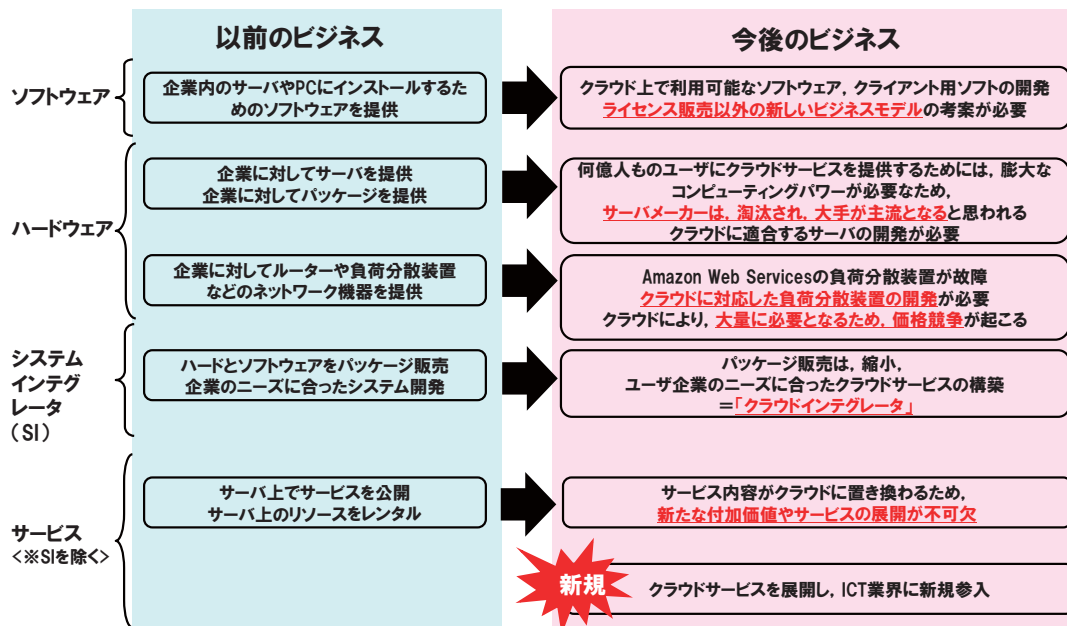 以前のビジネス
今後のビジネス
ソフトウェア
企業内のサーバやPCにインストールするた
めのソフトウェアを提供
クラウド上で利用可能なソフトウェア，クライアント用ソフトの開発
ライセンス販売以外の新しいビジネスモデルの考案が必要
ハードウェア
企業に対してサーバを提供
企業に対してパッケージを提供
何億人ものユーザにクラウドサービスを提供するためには，膨大な
コンピューティングパワーが必要なため，
サーバメーカーは，淘汰され，大手が主流となると思われる
クラウドに適合するサーバの開発が必要
企業に対してルーターや負荷分散装置
などのネットワーク機器を提供
Amazon Web Servicesの負荷分散装置が故障
クラウドに対応した負荷分散装置の開発が必要
クラウドにより，大量に必要となるため，価格競争が起こる
システム
インテグ
レータ
（SI）
ハードとソフトウェアをパッケージ販売
企業のニーズに合ったシステム開発
パッケージ販売は，縮小，
ユーザ企業のニーズに合ったクラウドサービスの構築
＝「クラウドインテグレータ」
サービス
<※SIを除く>
サーバ上でサービスを公開
サーバ上のリソースをレンタル
サービス内容がクラウドに置き換わるため，
新たな付加価値やサービスの展開が不可欠
新規
クラウドサービスを展開し，ICT業界に新規参入